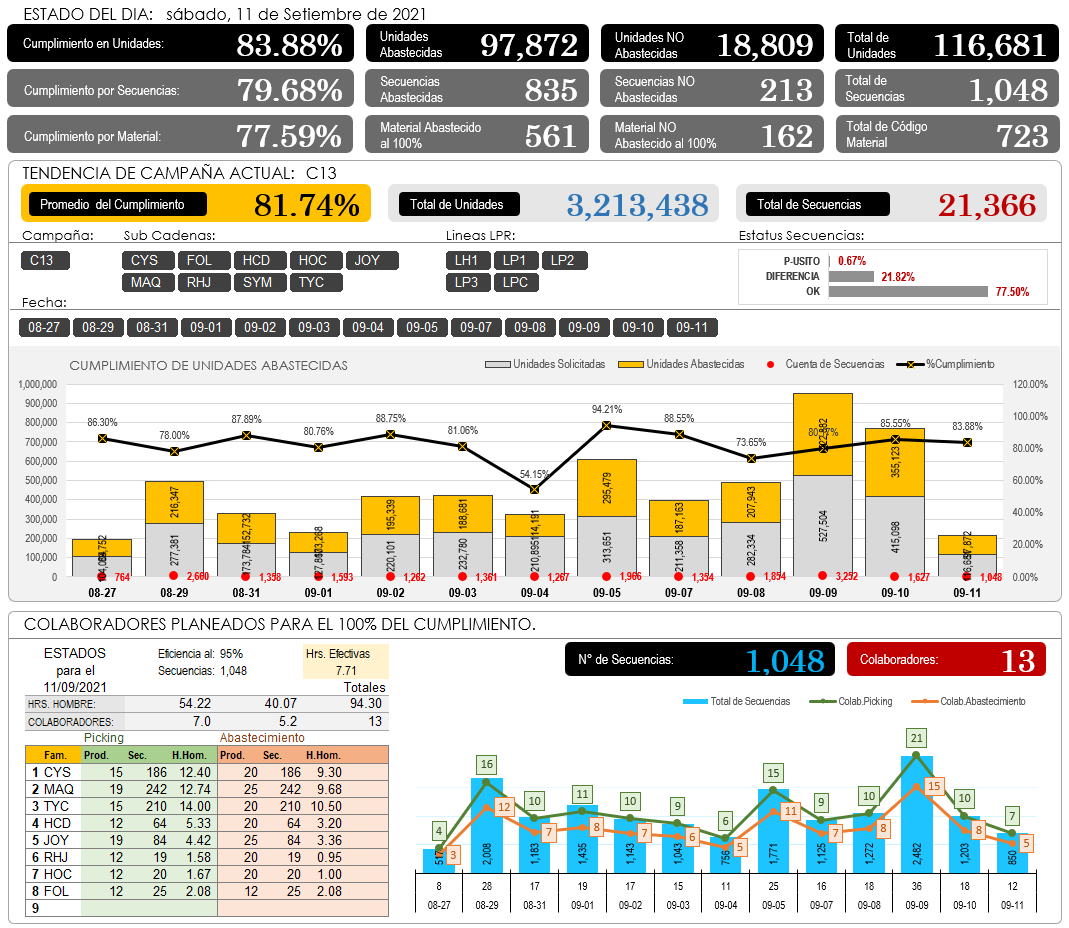 ESTADO DEL DIA: sábado, 11 de Setiembre de 2021
Cumplimiento en Unidades: 83.88%
Unidades Abastecidas 97,872
Unidades NO Abastecidas 18,809
Total de Unidades 116,681
Cumplimiento por Secuencias: 79.68%
Secuencias Abastecidas 835
Secuencias NO Abastecidas 213
Total de Secuencias 1,048
Cumplimiento por Material: 77.59%
Material Abastecido al 100% 561
Material NO Abastecido al 100% 162
Total de Código Material 723
TENDENCIA DE CAMPAÑA ACTUAL: C13
Promedio del Cumplimiento 81.74%
Total de Unidades 3,213,438
Total de Secuencias 21,366
Campaña: Sub Cadenas: Lineas LPR: Estatus Secuencias:
C13 CYS FOL HCD HOC JOY LH1 LP1 LP2
MAQ RHJ SYM TYC LP3 LPC
P-USITO 0.67%
DIFERENCIA 21.82%
OK 77.50%
Fecha:
08-27 08-29 08-31 09-01 09-02 09-03 09-04 09-05 09-07 09-08 09-09 09-10 09-11
CUMPLIMIENTO DE UNIDADES ABASTECIDAS
Unidades Solicitadas Unidades Abastecidas Cuenta de Secuencias %Cumplimiento
1,000,000 120.00%
900,000
800,000 100.00%
700,000
600,000 80.00%
500,000 60.00%
400,000
300,000 40.00%
200,000
100,000 20.00%
0 0.00%
86.30% 78.00% 87.89% 80.76% 88.75% 81.06% 54.15% 94.21% 88.55% 73.65% 85.55% 83.88%
216,347 152,732 195,339 188,681 114,191 295,479 187,163 207,943 355,123 97,872
277,381 173,784 220,101 232,780 210,895 313,651 211,358 282,334 527,504 415,098
764 2,660 1,358 1,593 1,262 1,361 1,267 1,966 1,354 1,854 3,252 1,627 1,048
08-27 08-29 08-31 09-01 09-02 09-03 09-04 09-05 09-07 09-08 09-09 09-10 09-11
COLABORADORES PLANEADOS PARA EL 100% DEL CUMPLIMIENTO.
ESTADOS para el 11/09/2021
Eficiencia al: 95%
Secuencias: 1,048
Hrs. Efectivas 7.71
Totales
HRS. HOMBRE: 54.22 40.07 94.30
COLABORADORES: 7.0 5.2 13
Picking Abastecimiento
Fam. Prod. Sec. H.Hom. Prod. Sec. H.Hom.
1 CYS 15 186 12.40 20 186 9.30
2 MAQ 19 242 12.74 25 242 9.68
3 TYC 15 210 14.00 20 210 10.50
4 HCD 12 64 5.33 20 64 3.20
5 JOY 19 84 4.42 25 84 3.36
6 RHJ 12 19 1.58 20 19 0.95
7 HOC 12 20 1.67 20 20 1.00
8 FOL 12 25 2.08 12 25 2.08
9
N° de Secuencias: 1,048
Colaboradores: 13
Total de Secuencias Colab.Picking Colab.Abastecimiento
4 16 10 11 10 9 6 15 9 10 21 10 7
3 12 7 8 7 6 5 11 7 8 15 8 5
517 2,008 1,183 1,435 1,143 1,043 756 1,771 1,125 1,272 2,482 1,203 850
8 28 17 19 17 15 11 25 16 18 36 18 12
08-27 08-29 08-31 09-01 09-02 09-03 09-04 09-05 09-07 09-08 09-09 09-10 09-11